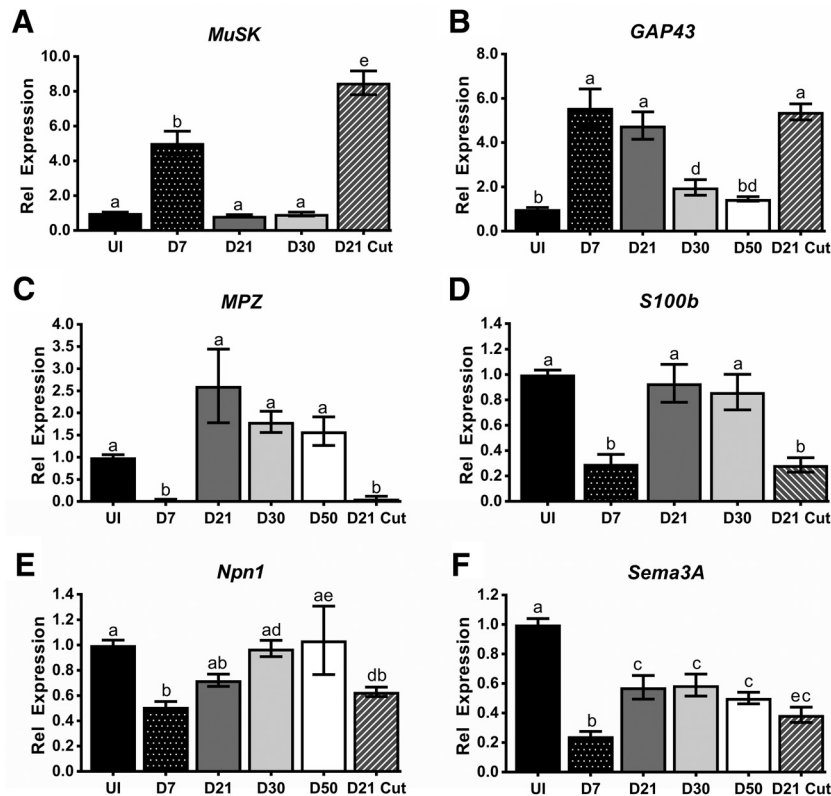 A
MuSK
Rel Expression
10.0
8.0
6.0
4.0
2.0
0.0
a
b
a
a
e
UI D7 D21 D30 D21 Cut
B
GAP43
Rel Expression
8.0
6.0
4.0
2.0
0.0
b
a
a
d
bd
a
UI D7 D21 D30 D50 D21 Cut
C
MPZ
Rel Expression
4.0
3.5
3.0
2.5
2.0
1.5
1.0
0.5
0.0
a
b
a
a
a
b
UI D7 D21 D30 D50 D21 Cut
D
S100b
Rel Expression
1.4
1.2
1.0
0.8
0.6
0.4
0.2
0.0
a
b
a
a
b
UI D7 D21 D30 D21 Cut
E
Npn1
Rel Expression
1.4
1.2
1.0
0.8
0.6
0.4
0.2
0.0
a
b
ab
ad
ae
db
UI D7 D21 D30 D50 D21 Cut
F
Sema3A
Rel Expression
1.2
1.0
0.8
0.6
0.4
0.2
0.0
a
b
c
c
c
ec
UI D7 D21 D30 D50 D21 Cut